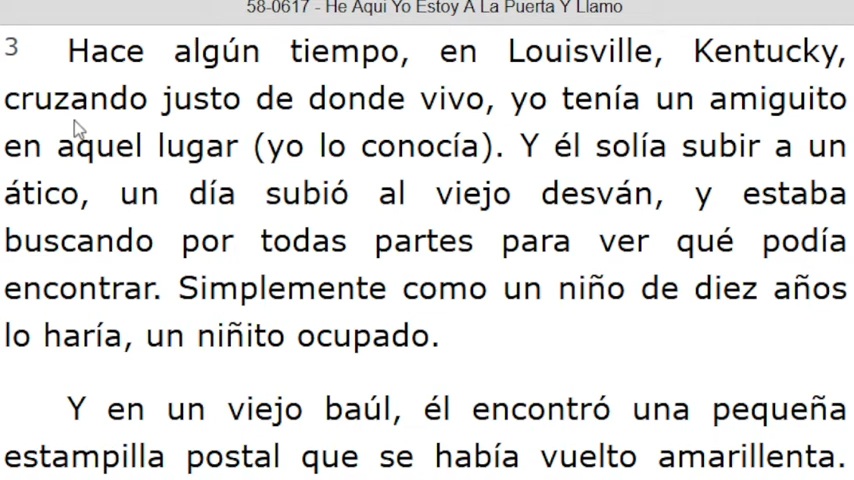 58-0617 - He Aquí Yo Estoy A La Puerta Y Llamo
3 Hace algún tiempo, en Louisville, Kentucky,
cruzando justo de donde vivo, yo tenía un amiguito
en aquel lugar (yo lo conocía). Y él solía subir a un
ático, un día subió al viejo desván, y estaba
buscando por todas partes para ver qué podía
encontrar. Simplemente como un niño de diez años
lo haría, un niñito ocupado.
Y en un viejo baúl, él encontró una pequeña
estampilla postal que se había vuelto amarillenta.